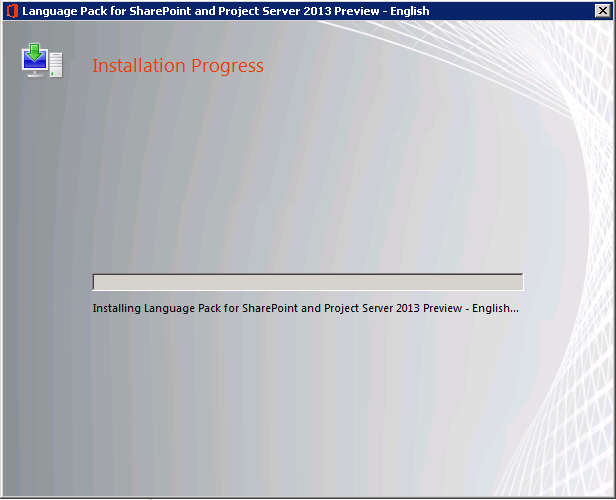 Language Pack for SharePoint and Project Server 2013 Preview - English
Installation Progress
Installing Language Pack for SharePoint and Project Server 2013 Preview - English...